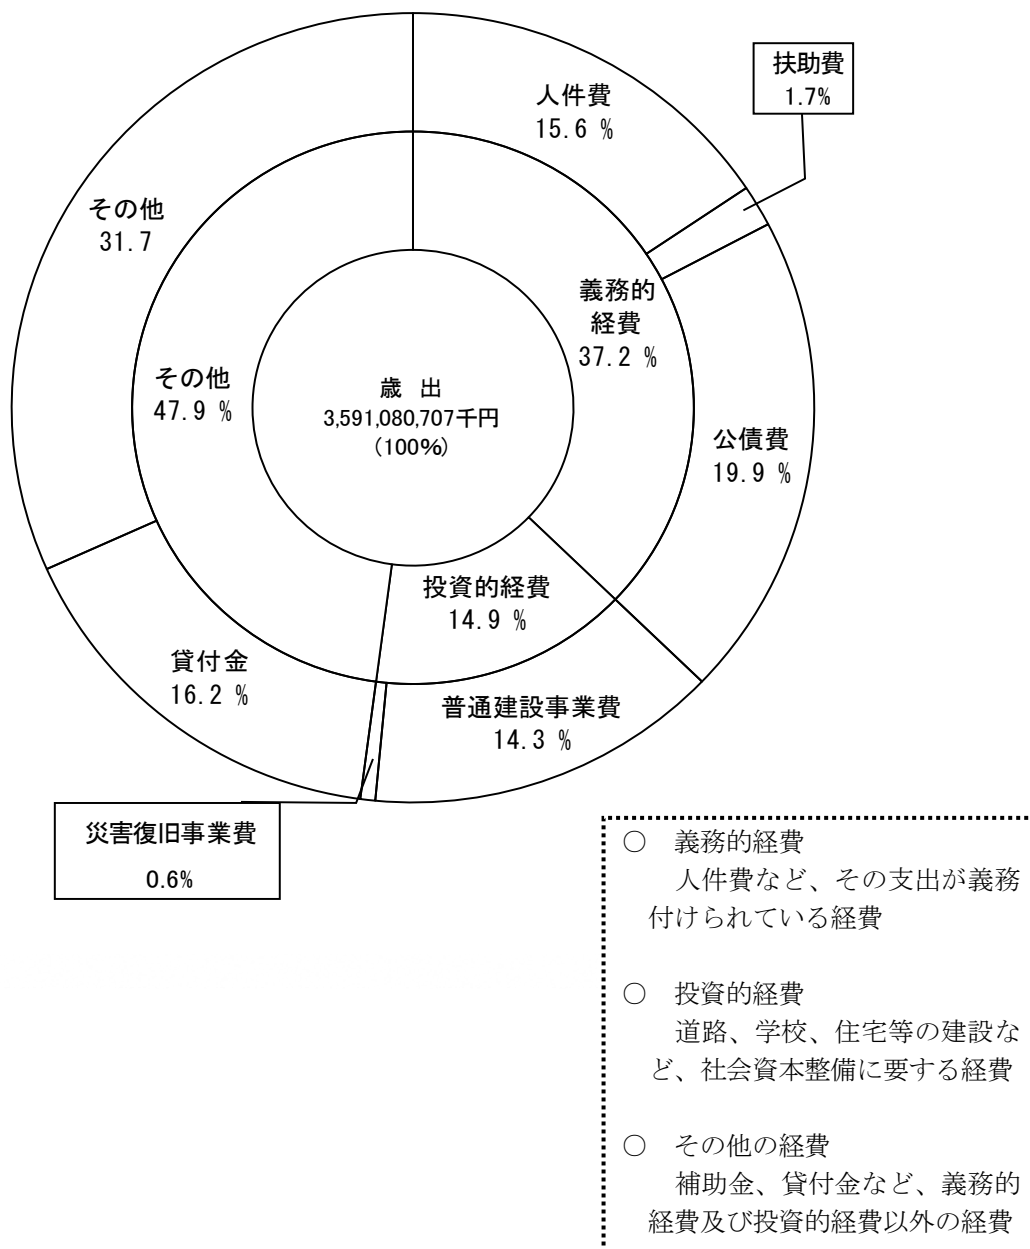 扶助費
1.7%
人件費
15.6 %
その他
31.7
義務的
経費
37.2 %
その他
47.9 %
歳 出
3,591,080,707千円
(100%)
公債費
19.9 %
投資的経費
14.9 %
貸付金
16.2 %
普通建設事業費
14.3 %
災害復旧事業費
0.6%
○ 義務的経費
人件費など、その支出が義務
付けられている経費
○ 投資的経費
道路、学校、住宅等の建設な
ど、社会資本整備に要する経費
○ その他の経費
補助金、貸付金など、義務的
経費及び投資的経費以外の経費